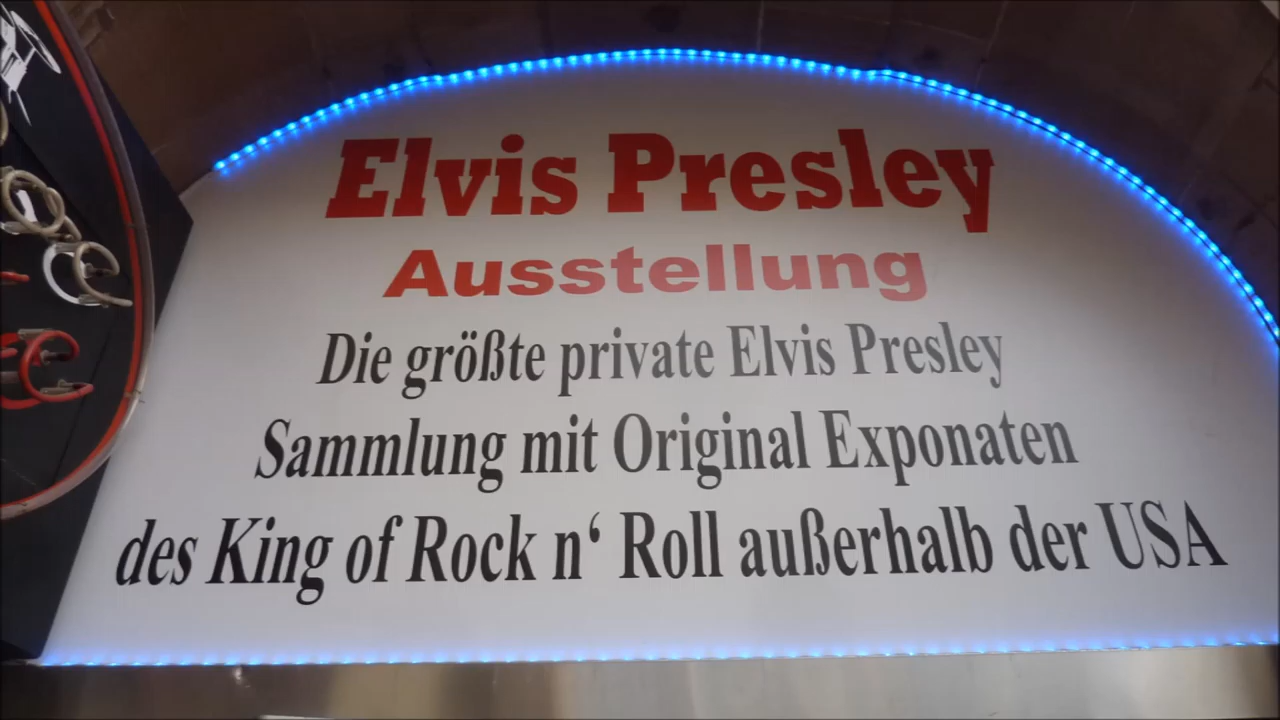 Elvis Presley
Ausstellung
Die größte private Elvis Presley
Sammlung mit Original Exponaten
des King of Rock n‘ Roll außerhalb der USA